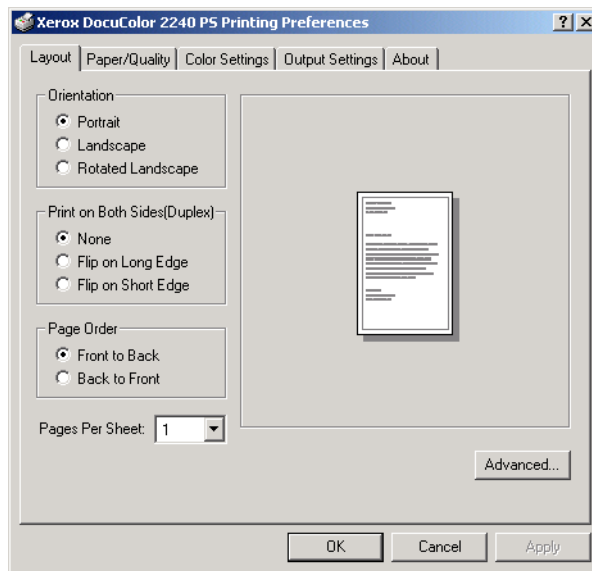 Xerox DocuColor 2240 PS Printing Preferences
Layout Paper/Quality Color Settings Output Settings About
Orientation
Portrait
Landscape
Rotated Landscape
Print on Both Sides(Duplex)
None
Flip on Long Edge
Flip on Short Edge
Page Order
Front to Back
Back to Front
Pages Per Sheet: 1
Advanced...
OK Cancel Apply